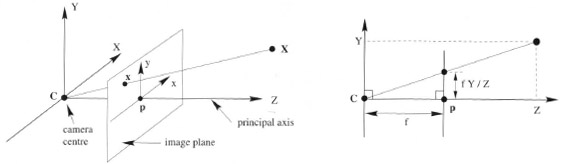 Y
X
x
y
x
X
C
p
Z
camera
centre
principal axis
image plane
Y
C
p
Z
f Y / Z
f